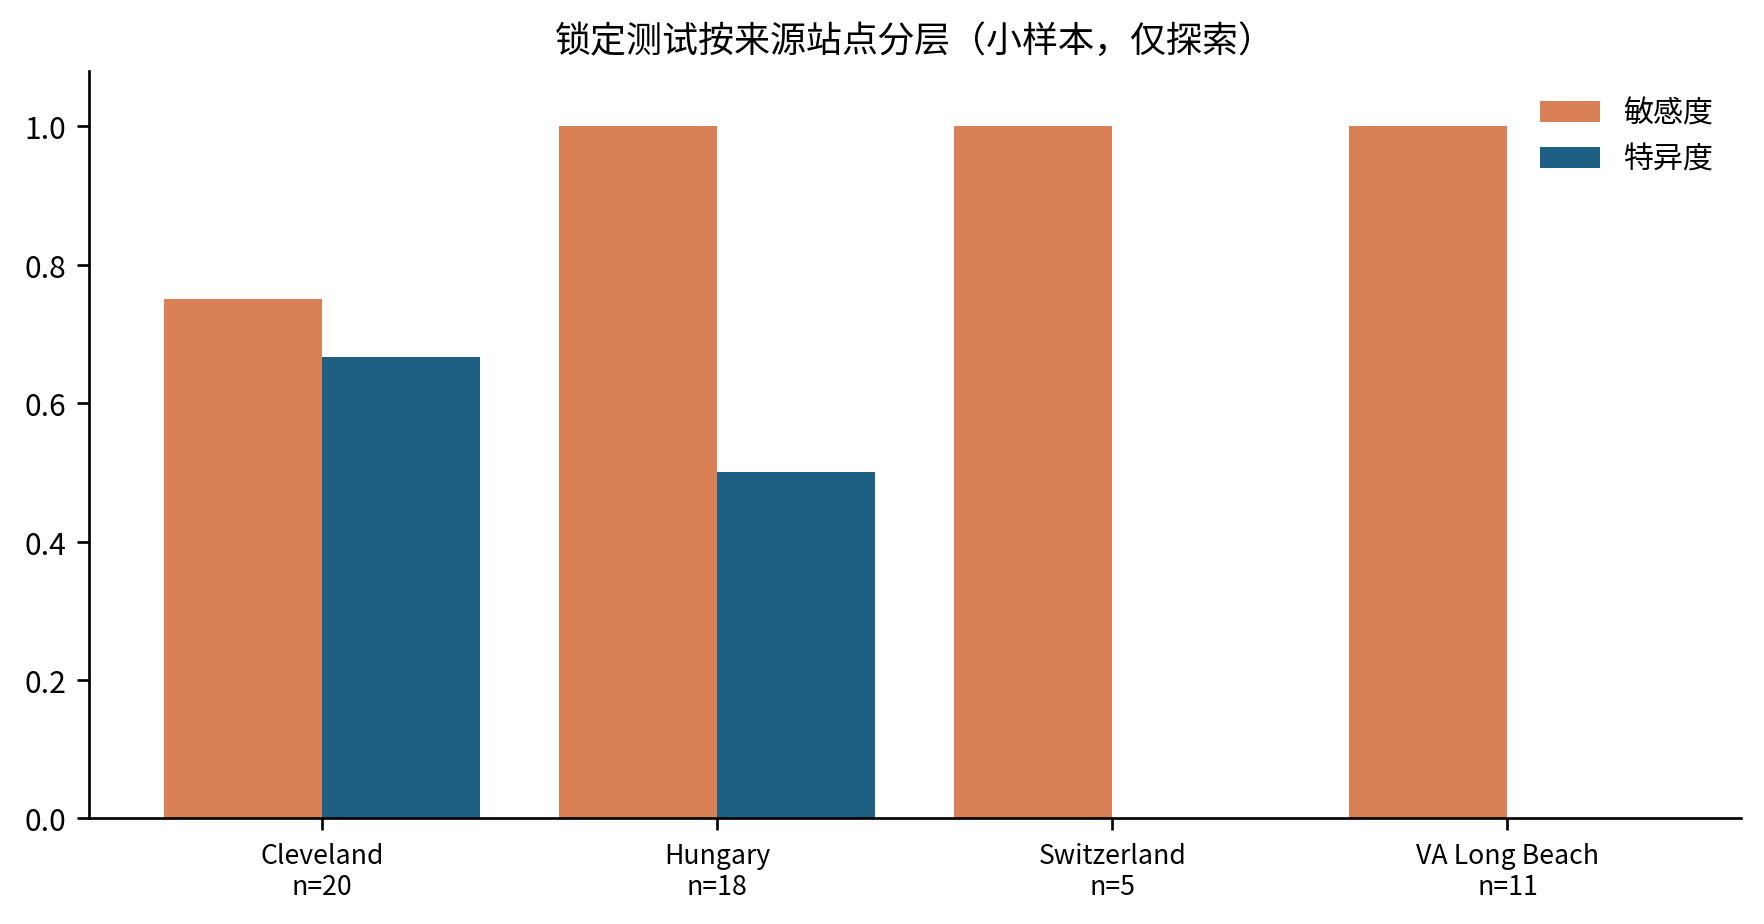 锁定测试按来源站点分层（小样本，仅探索）
敏感度
特异度
1.0
0.8
0.6
0.4
0.2
0.0
Cleveland
n=20
Hungary
n=18
Switzerland
n=5
VA Long Beach
n=11